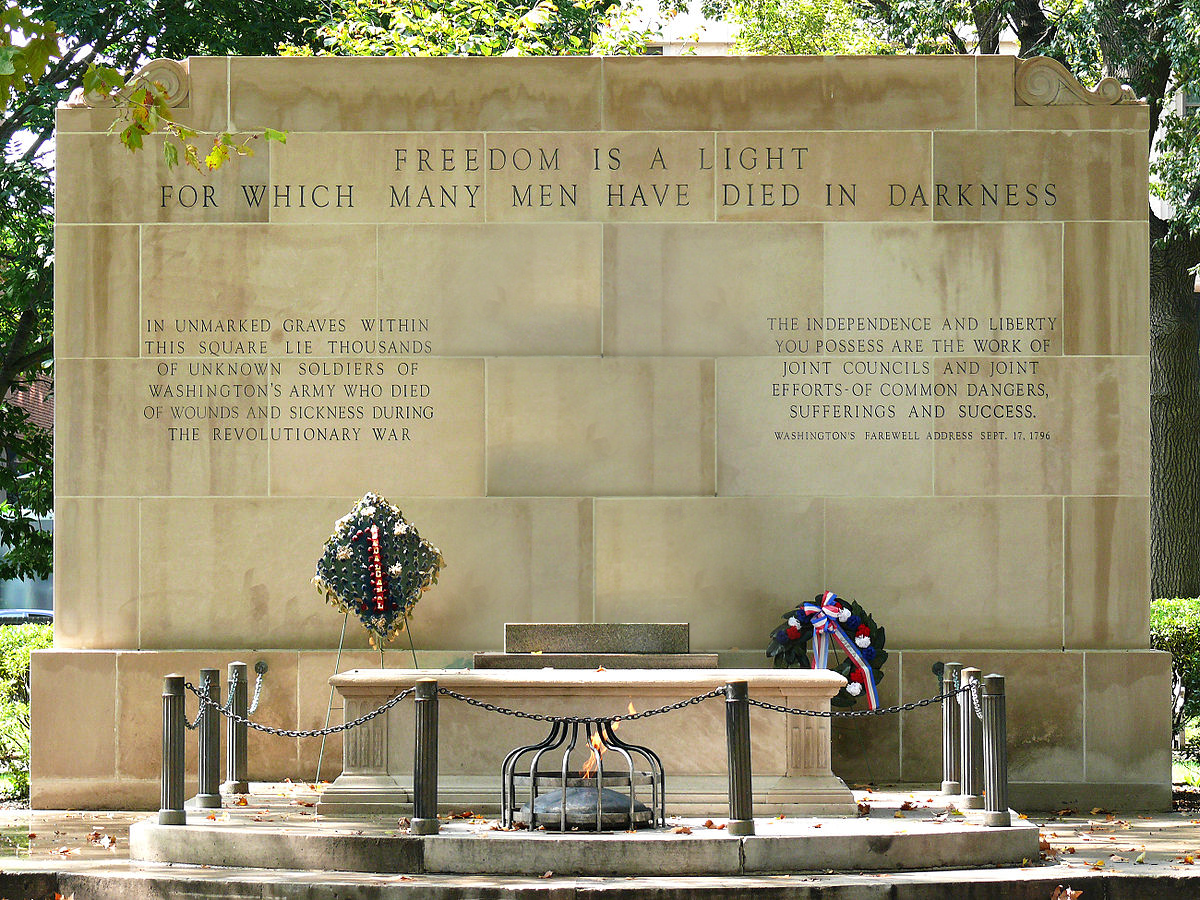 FREEDOM IS A LIGHT
FOR WHICH MANY MEN HAVE DIED IN DARKNESS
IN UNMARKED GRAVES WITHIN
THIS SQUARE LIE THOUSANDS
OF UNKNOWN SOLDIERS OF
WASHINGTON'S ARMY WHO DIED
OF WOUNDS AND SICKNESS DURING
THE REVOLUTIONARY WAR
THE INDEPENDENCE AND LIBERTY
YOU POSSESS ARE THE WORK OF
JOINT COUNCILS AND JOINT
EFFORTS-OF COMMON DANGERS,
SUFFERINGS AND SUCCESS.
WASHINGTON'S FAREWELL ADDRESS SEPT. 17, 1796